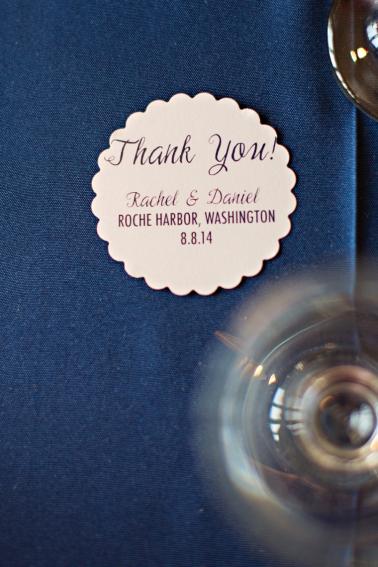 Thank You!
Rachel & Daniel
ROCHE HARBOR, WASHINGTON
8.8.14